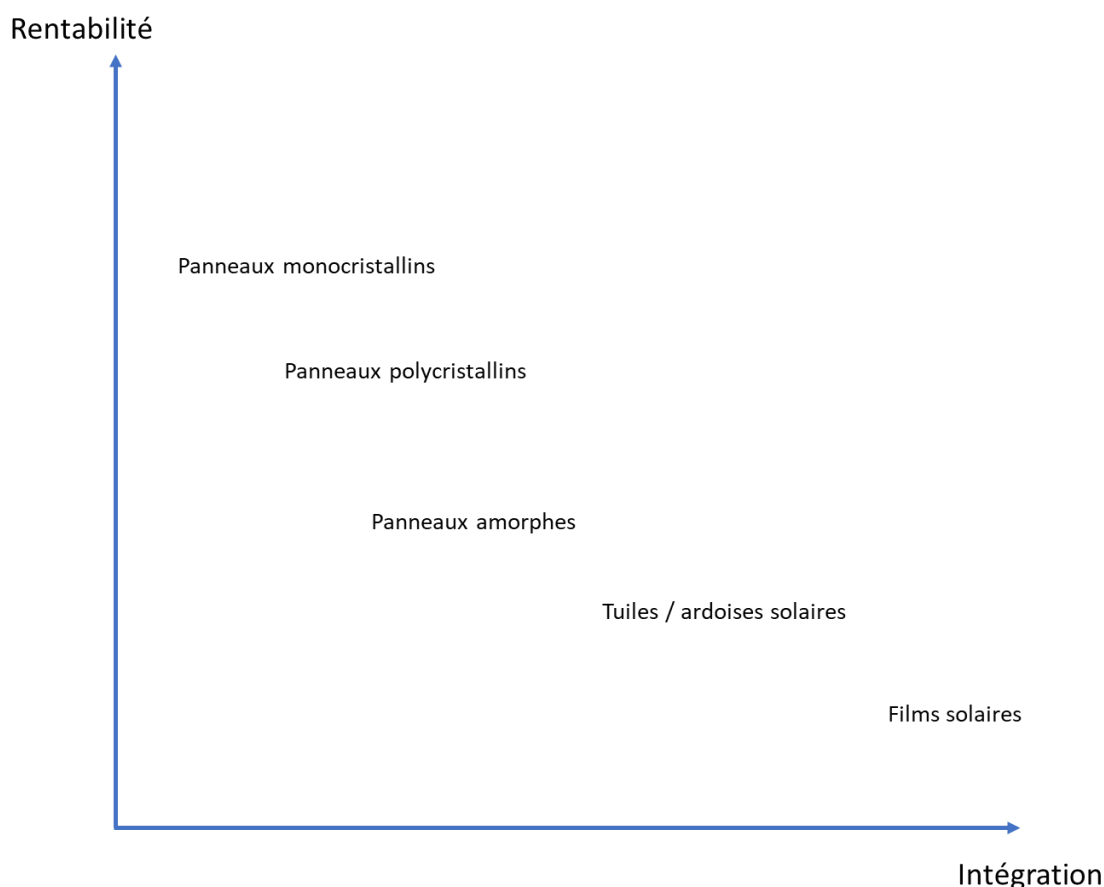 Rentabilité
Panneaux monocristallins
Panneaux polycristallins
Panneaux amorphes
Tuiles / ardoises solaires
Films solaires
Intégration